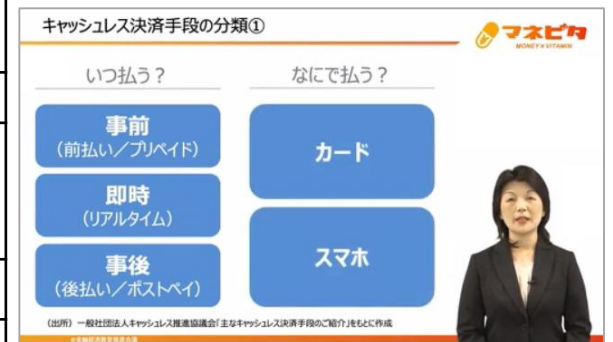 キャッシュレス決済手段の分類①
マネビタ
MONEY×VITAMIN
いつ払う？
なにで払う？
事前
（前払い／プリペイド）
即時
（リアルタイム）
事後
（後払い／ポストペイ）
カード
スマホ
（出所）一般社団法人キャッシュレス推進協議会「主なキャッシュレス決済手段のご紹介」をもとに作成